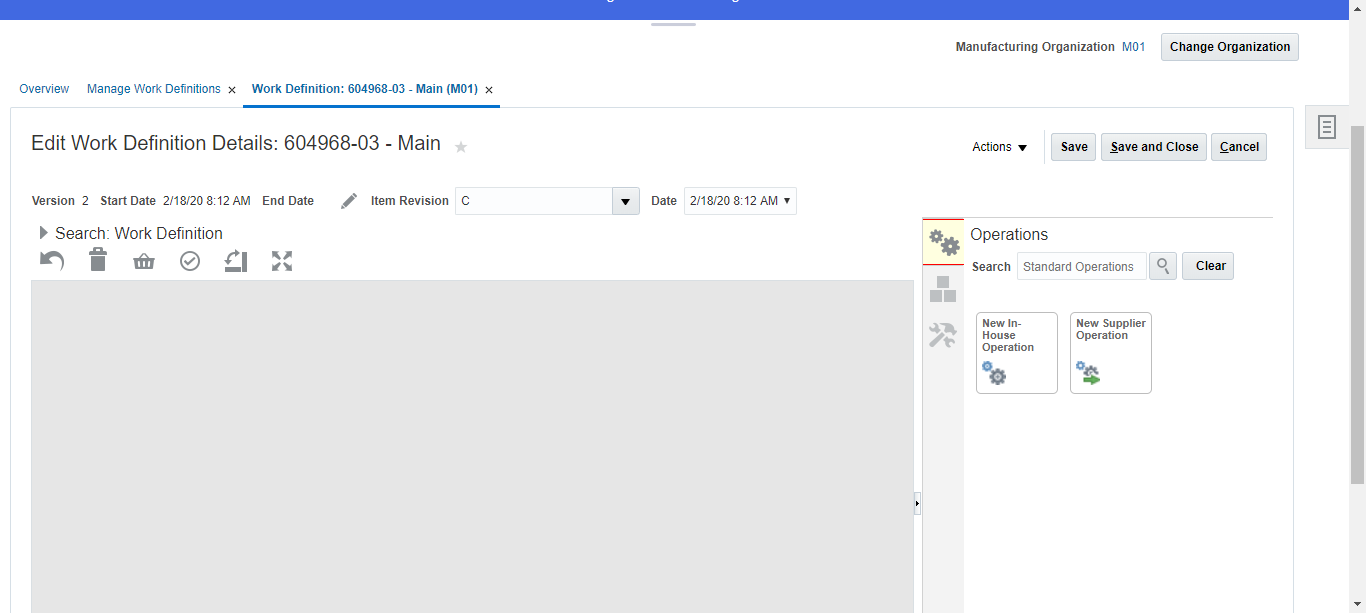 Manufacturing Organization M01 Change Organization
Overview Manage Work Definitions × Work Definition: 604968-03 - Main (M01) ×
Edit Work Definition Details: 604968-03 - Main
Actions Save Save and Close Cancel
Version 2 Start Date 2/18/20 8:12 AM End Date Item Revision C Date 2/18/20 8:12 AM
Search: Work Definition
Operations
Search Standard Operations Clear
New In-
House
Operation
New Supplier
Operation